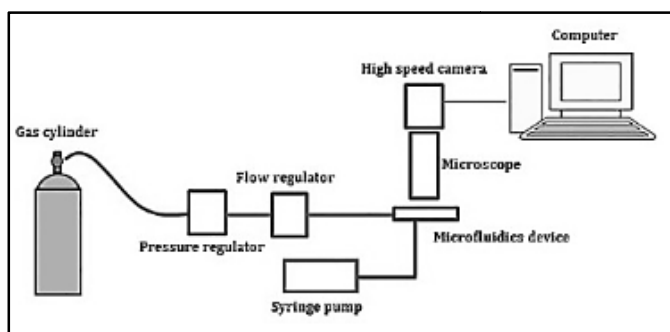 Computer
High speed camera
Gas cylinder
Microscope
Flow regulator
Microfluidics device
Pressure regulator
Syringe pump